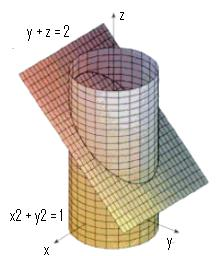 z
y + z = 2
x2 + y2 = 1
x
y